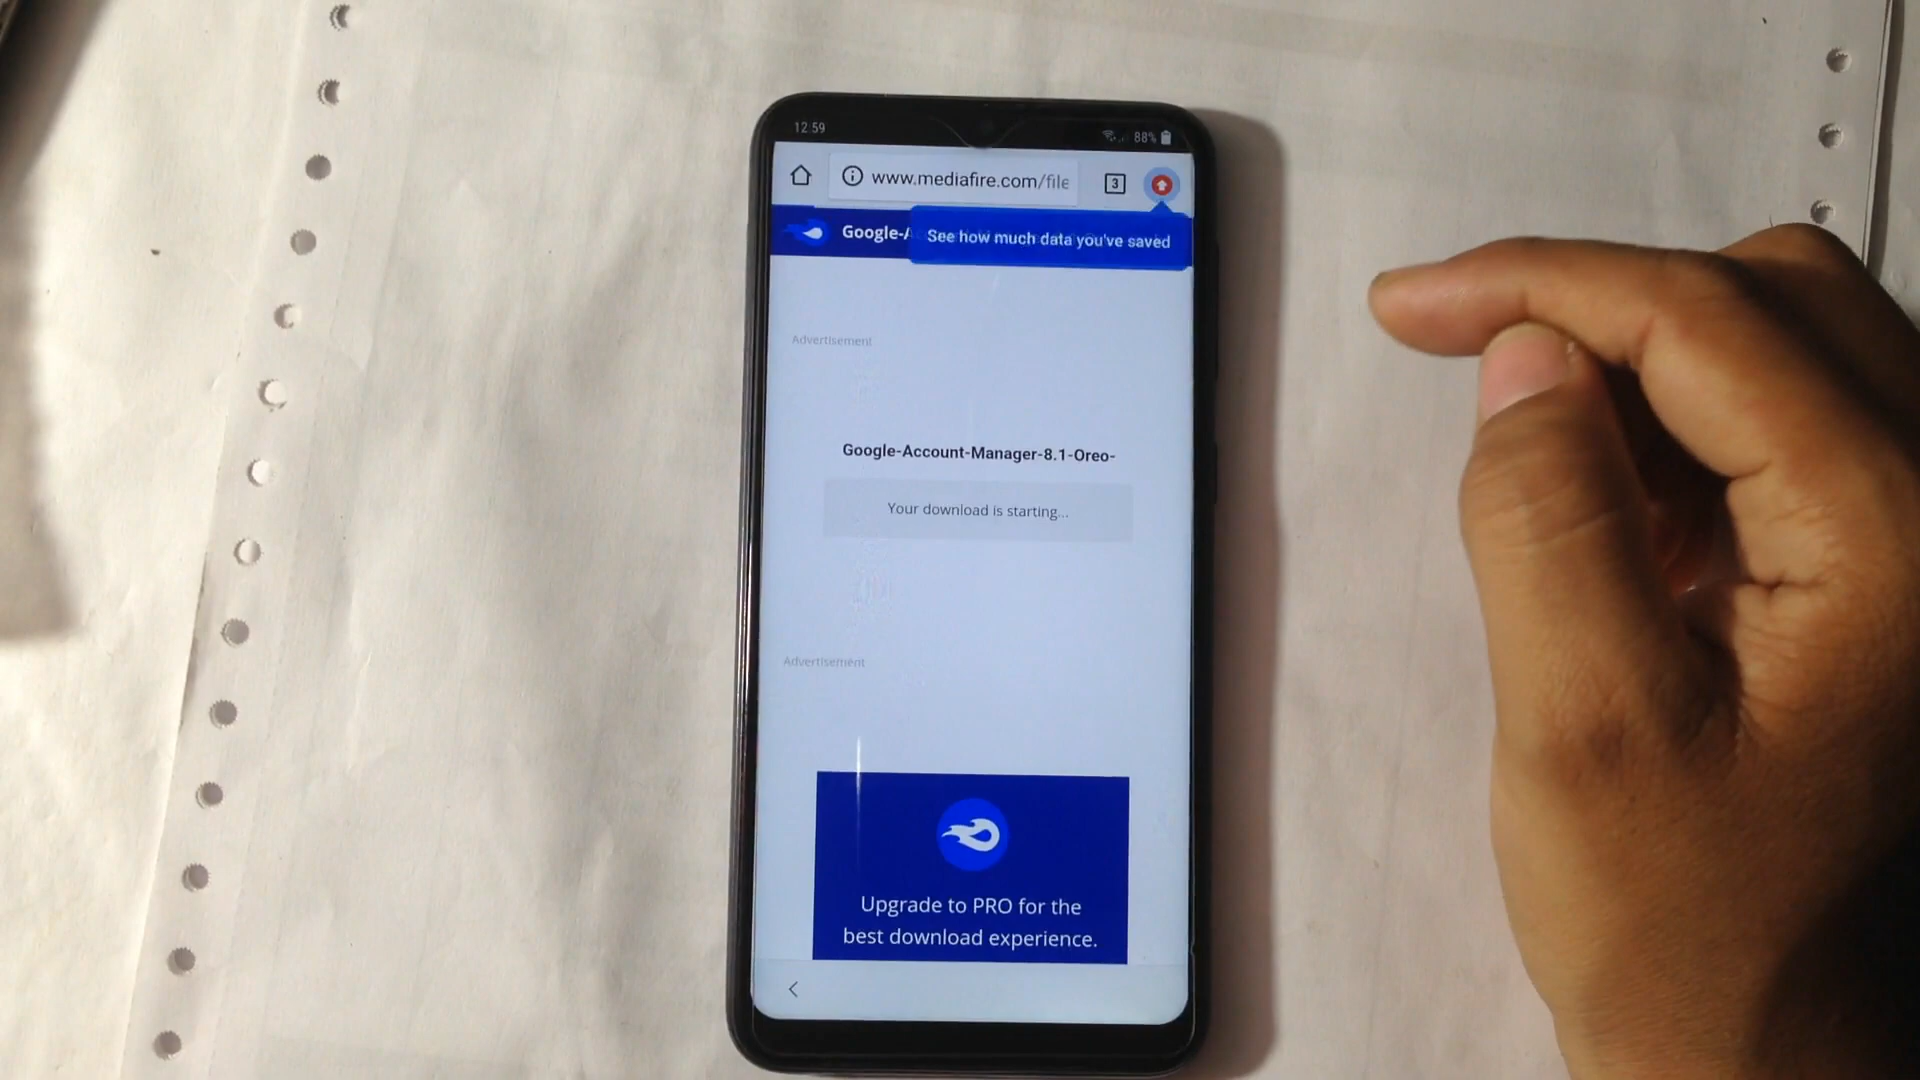 12:59
88%
www.mediafire.com/file
3
Google-A
See how much data you've saved
Advertisement
Google-Account-Manager-8.1-Oreo-
Your download is starting...
Advertisement
Upgrade to PRO for the
best download experience.